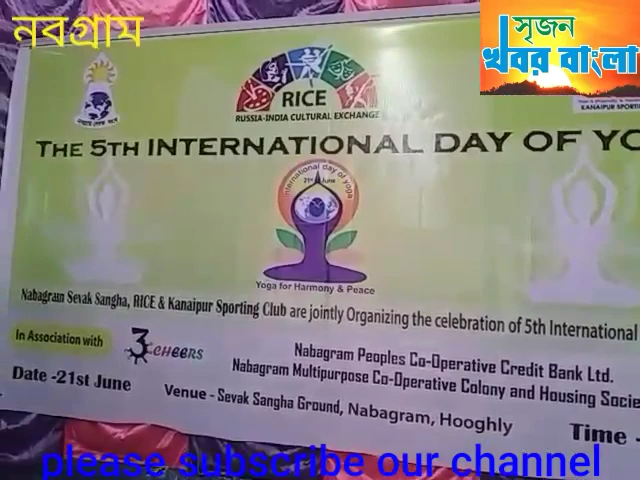 নবগ্রাম
সৃজন
খবর বাংলা
RICE
RUSSIA-INDIA CULTURAL EXCHANGE
KANAIPUR SPORTI
THE 5TH INTERNATIONAL DAY OF YO
international day of yoga
21st June
Yoga for Harmony & Peace
Nabagram Sevak Sangha, RICE & Kanaipur Sporting Club are jointly Organizing the celebration of 5th International
In Association with
3 CHEERS
Nabagram Peoples Co-Operative Credit Bank Ltd.
Nabagram Multipurpose Co-Operative Colony and Housing Socie
Date -21st June
Venue - Sevak Sangha Ground, Nabagram, Hooghly
Time -
please subscribe our channel